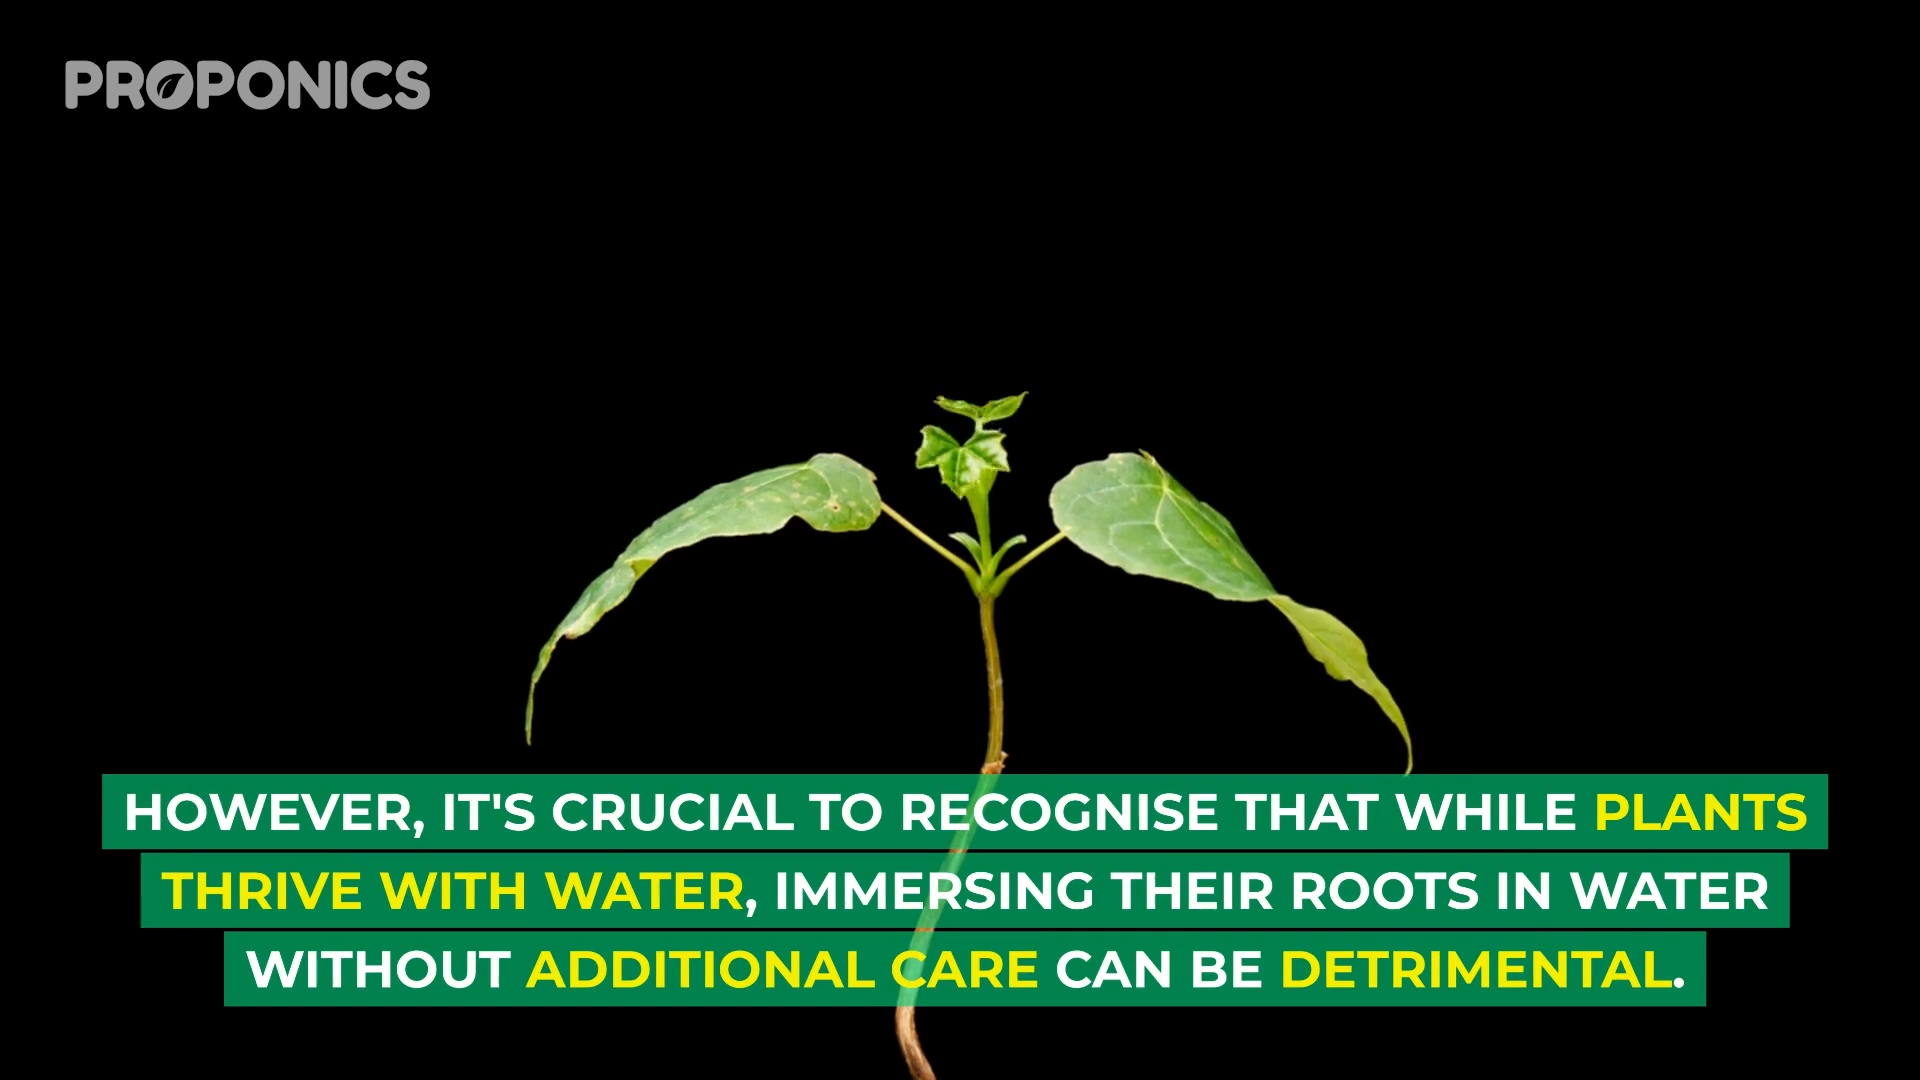 PROPONICS
HOWEVER, IT'S CRUCIAL TO RECOGNISE THAT WHILE PLANTS
THRIVE WITH WATER, IMMERSING THEIR ROOTS IN WATER
WITHOUT ADDITIONAL CARE CAN BE DETRIMENTAL.